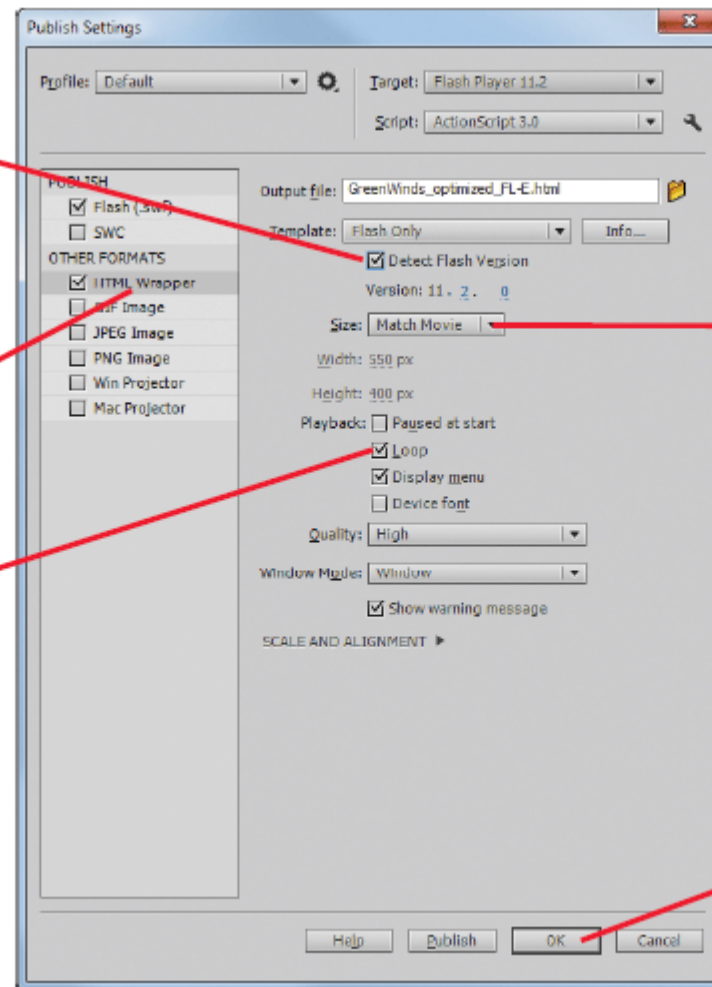 Publish Settings
Profile: Default
Target: Flash Player 11.2
Script: ActionScript 3.0
PUBLISH
Flash (.swf)
SWC
OTHER FORMATS
HTML Wrapper
GIF Image
JPEG Image
PNG Image
Win Projector
Mac Projector
Output file: GreenWinds_optimized_FL-E.html
Template: Flash Only Info...
Detect Flash Version
Version: 11. 2. 0
Size: Match Movie
Width: 550 px
Height: 400 px
Playback: Paused at start
Loop
Display menu
Device font
Quality: High
Window Mode: Window
Show warning message
SCALE AND ALIGNMENT
Help Publish OK Cancel